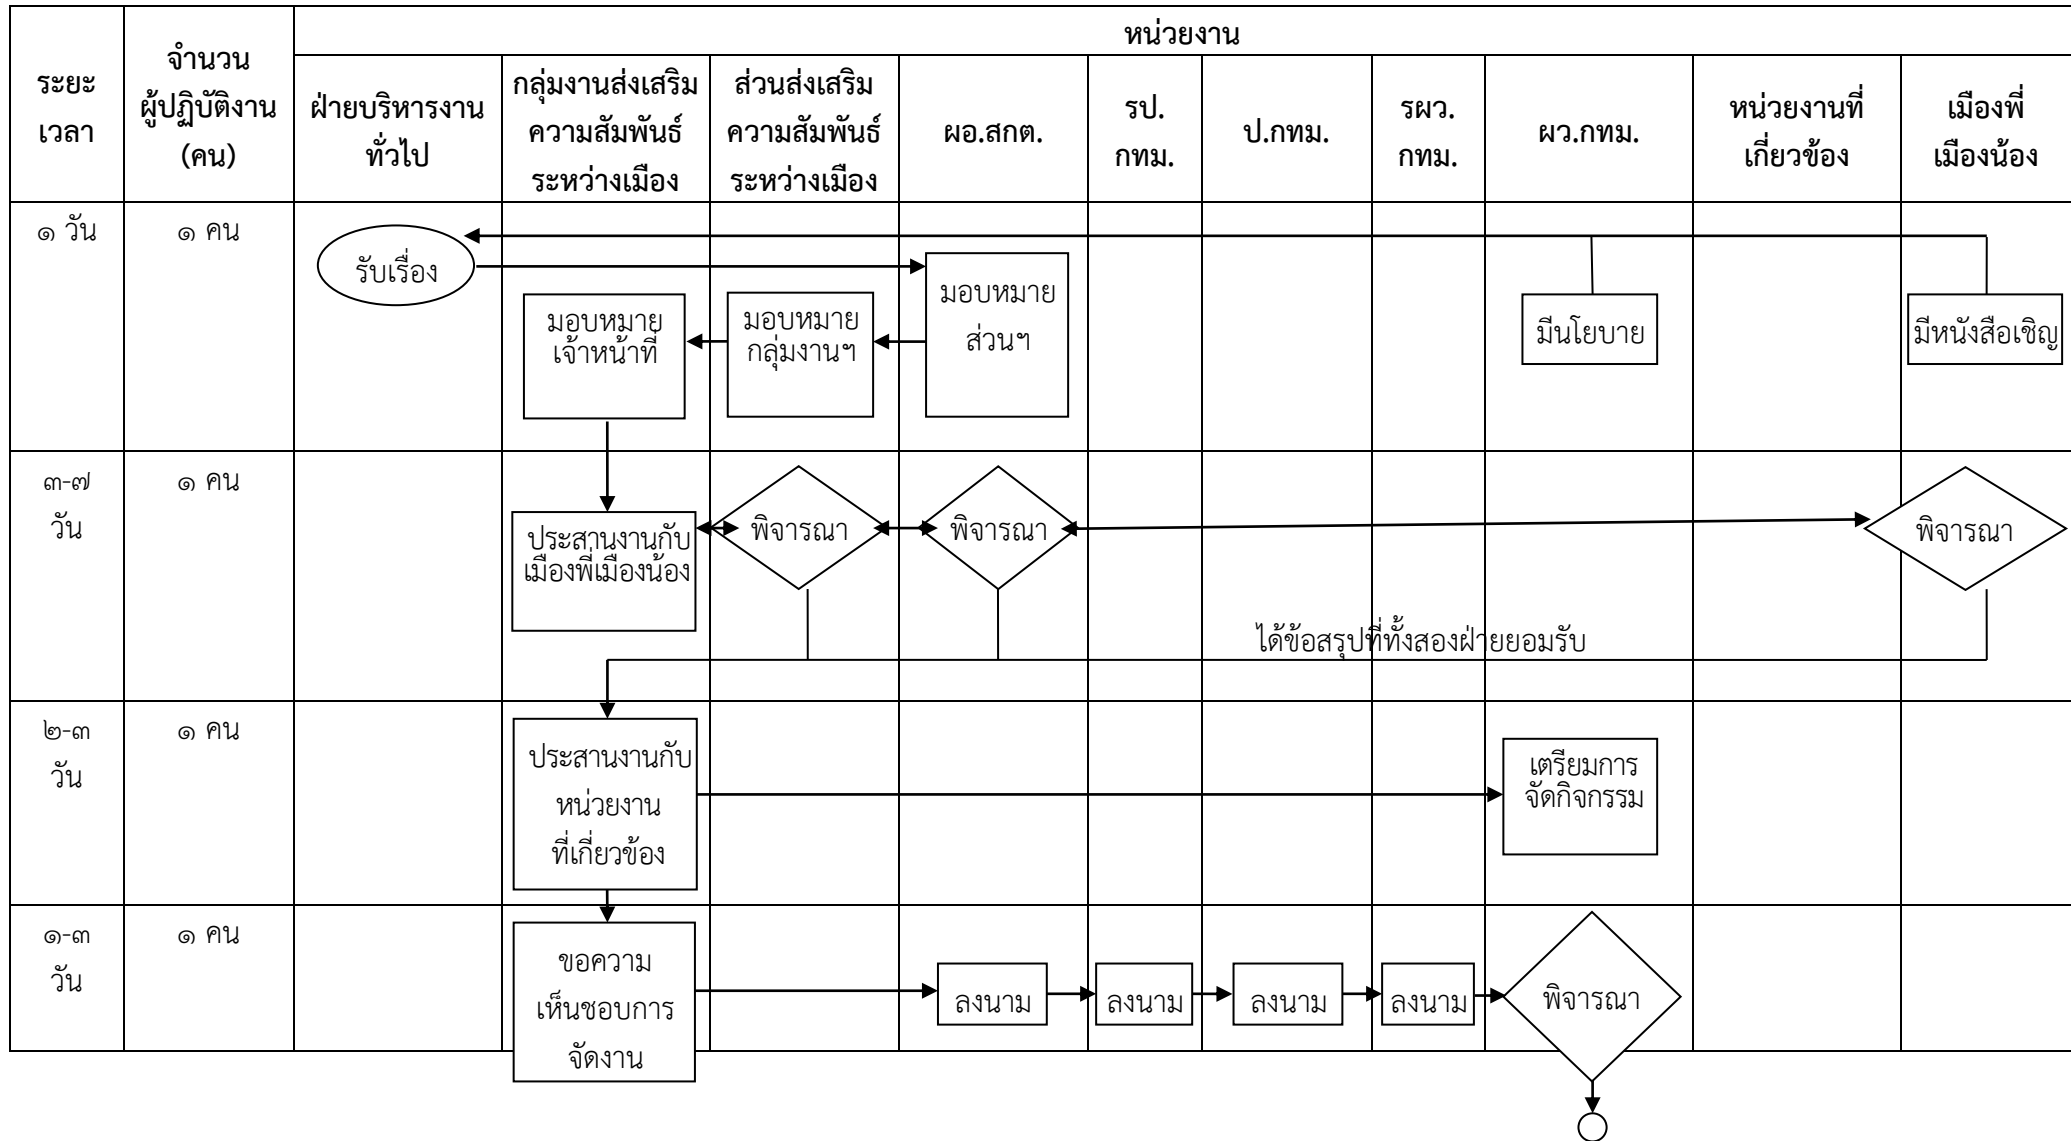 หน่วยงาน
ระยะ
เวลา
จำนวน
ผู้ปฏิบัติงาน
(คน)
ฝ่ายบริหารงาน
ทั่วไป
กลุ่มงานส่งเสริม
ความสัมพันธ์
ระหว่างเมือง
ส่วนส่งเสริม
ความสัมพันธ์
ระหว่างเมือง
ผอ.สกต.
รป.
กทม.
ป.กทม.
รผว.
กทม.
ผว.กทม.
หน่วยงานที่
เกี่ยวข้อง
เมืองพี่
เมืองน้อง
๑ วัน
๑ คน
รับเรื่อง
มอบหมาย
เจ้าหน้าที่
มอบหมาย
กลุ่มงานฯ
มอบหมาย
ส่วนฯ
มีนโยบาย
มีหนังสือเชิญ
๓-๗
วัน
๑ คน
ประสานงานกับ
เมืองพี่เมืองน้อง
พิจารณา
พิจารณา
พิจารณา
ได้ข้อสรุปที่ทั้งสองฝ่ายยอมรับ
๒-๓
วัน
๑ คน
ประสานงานกับ
หน่วยงาน
ที่เกี่ยวข้อง
เตรียมการ
จัดกิจกรรม
๑-๓
วัน
๑ คน
ขอความ
เห็นชอบการ
จัดงาน
ลงนาม
ลงนาม
ลงนาม
ลงนาม
พิจารณา